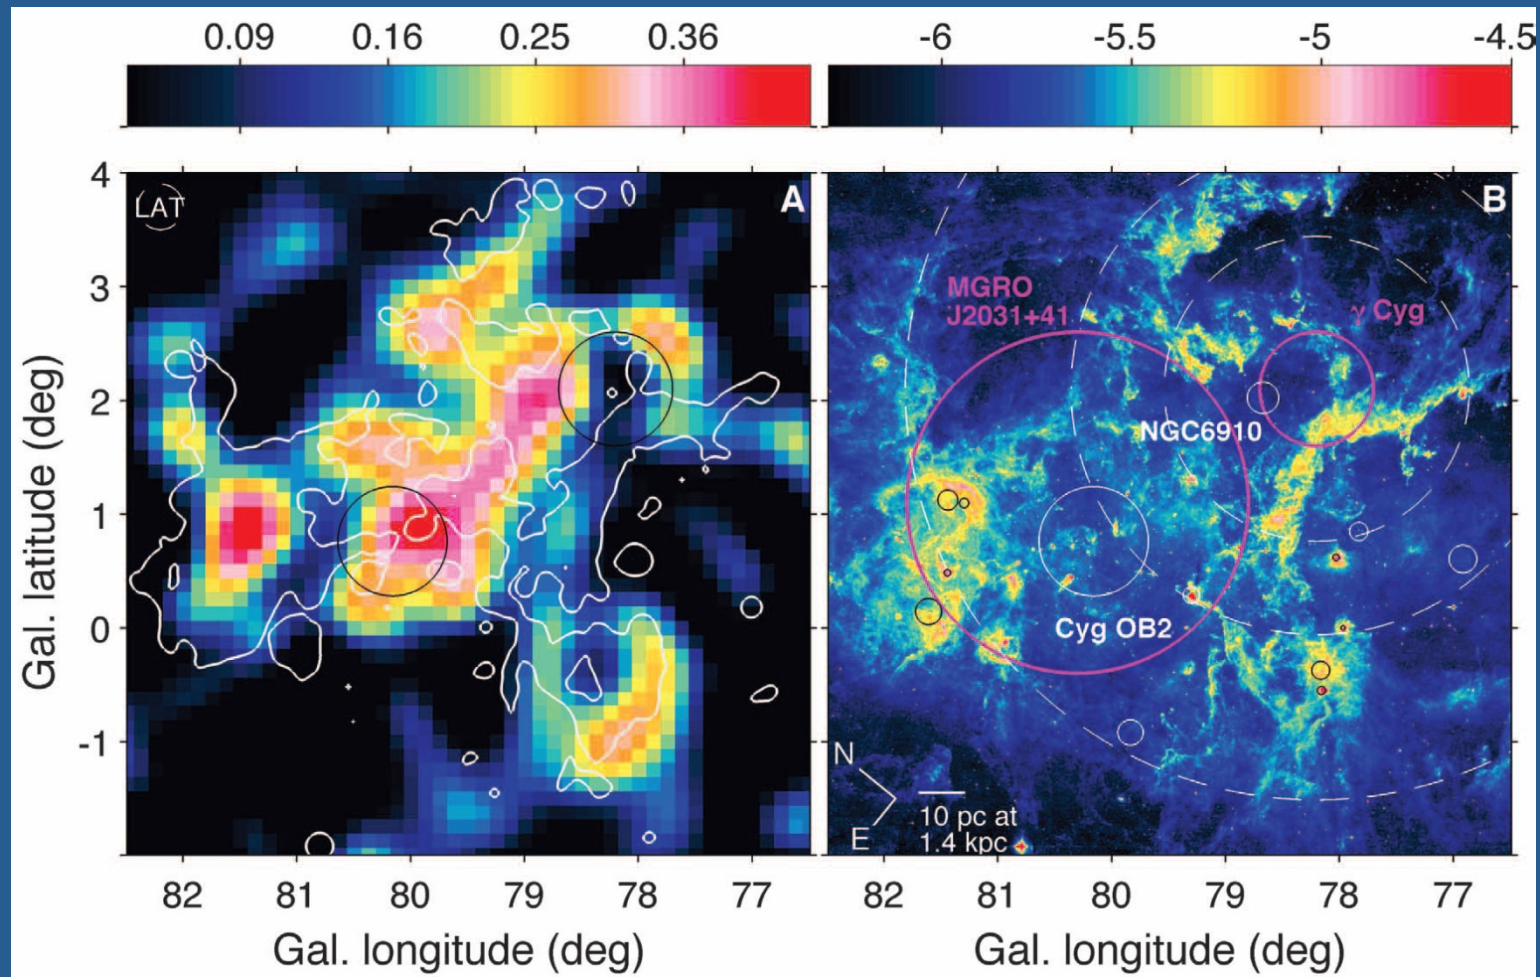 0.09 0.16 0.25 0.36
-6 -5.5 -5 -4.5
LAT
A
B
MGRO
J2031+41
γ Cyg
NGC6910
Cyg OB2
N
E
10 pc at
1.4 kpc
4
3
2
1
0
-1
Gal. latitude (deg)
82 81 80 79 78 77
82 81 80 79 78 77
Gal. longitude (deg)
Gal. longitude (deg)